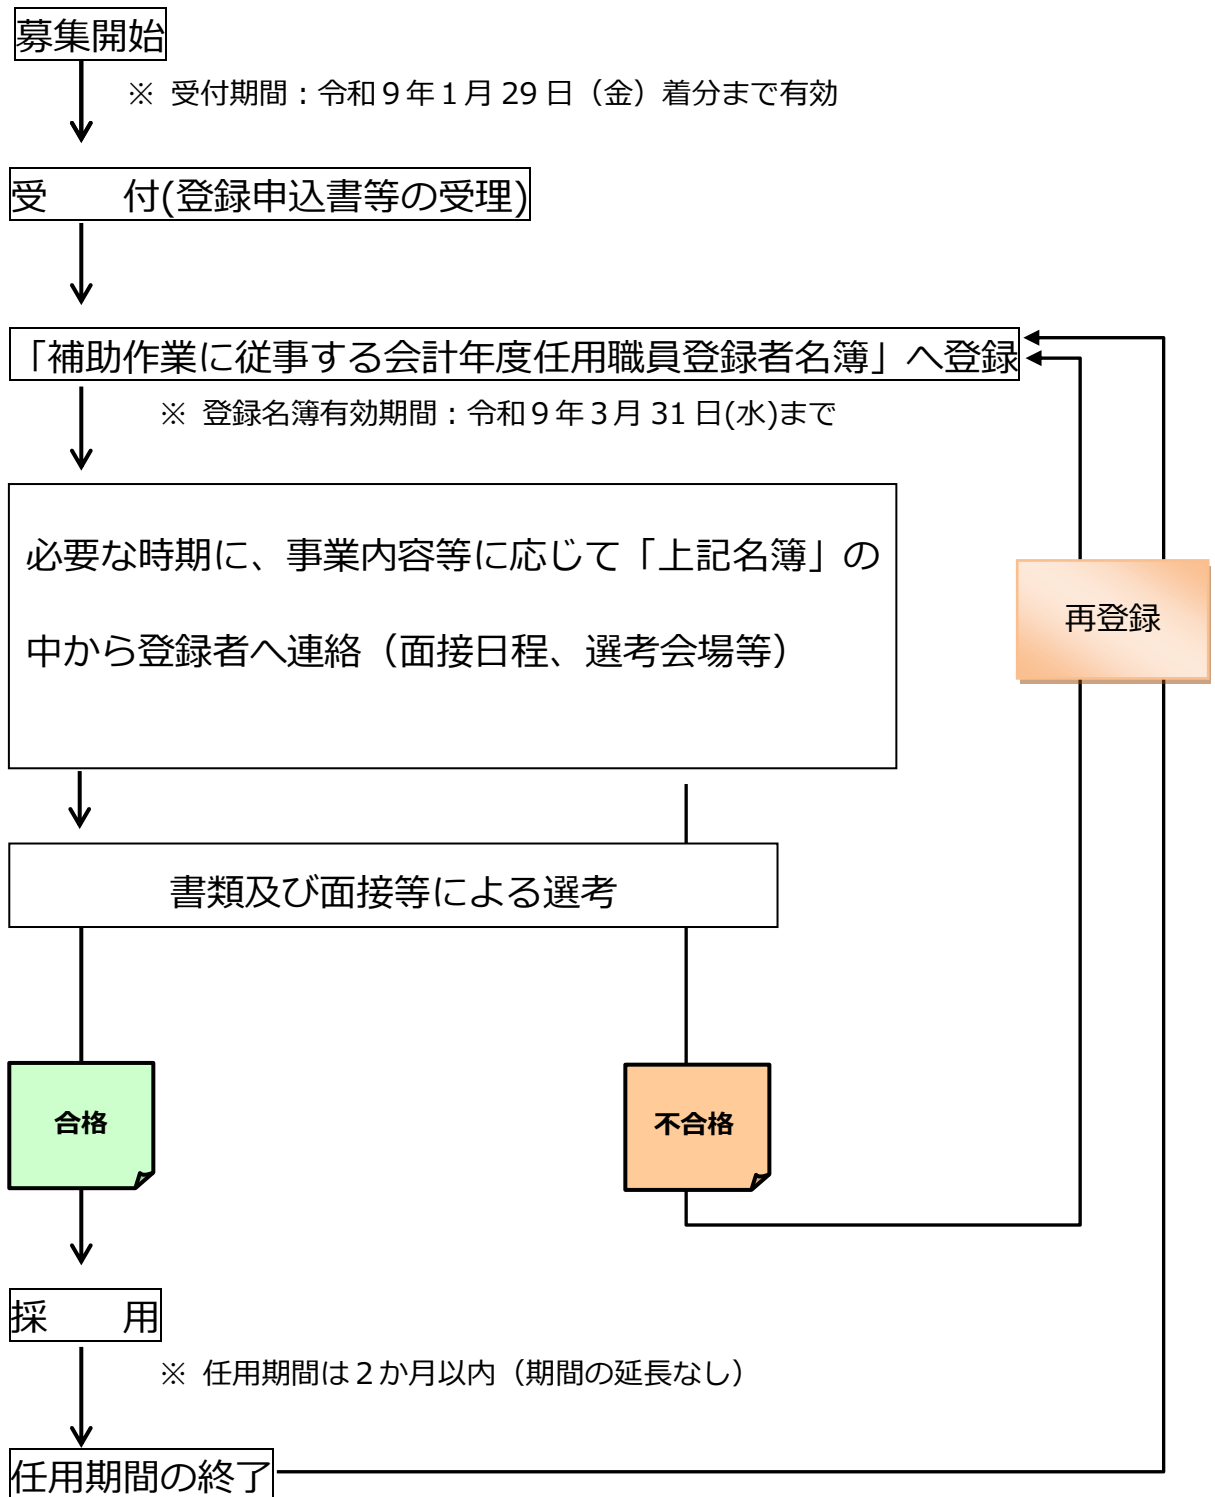 募集開始
※ 受付期間：令和９年１月 29 日（金）着分まで有効
受　　付(登録申込書等の受理)
「補助作業に従事する会計年度任用職員登録者名簿」へ登録
※ 登録名簿有効期間：令和９年３月 31 日(水)まで
必要な時期に、事業内容等に応じて「上記名簿」の
中から登録者へ連絡（面接日程、選考会場等）
再登録
書類及び面接等による選考
合格
不合格
採　　用
※ 任用期間は２か月以内（期間の延長なし）
任用期間の終了